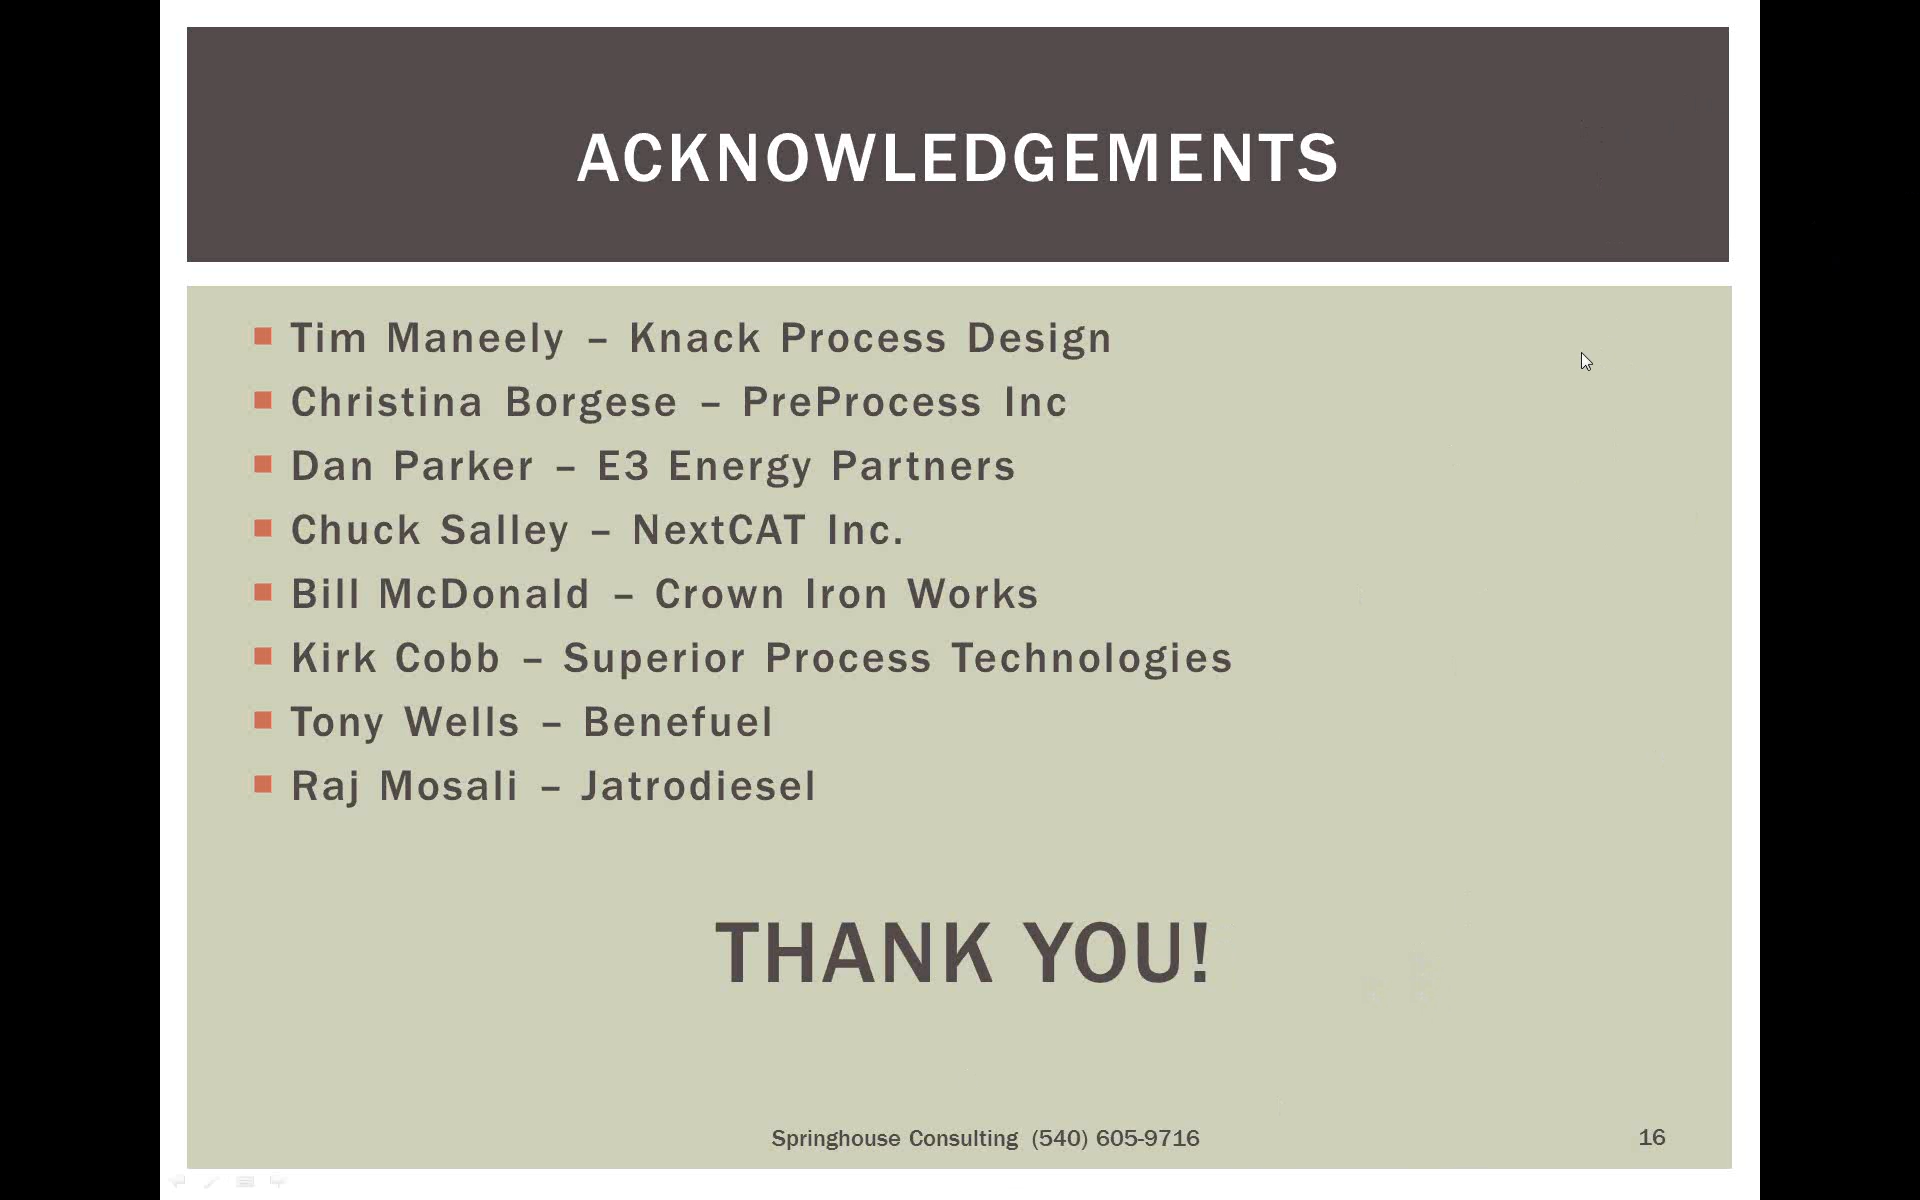 ACKNOWLEDGEMENTS
Tim Maneely – Knack Process Design
Christina Borgese – PreProcess Inc
Dan Parker – E3 Energy Partners
Chuck Salley – NextCAT Inc.
Bill McDonald – Crown Iron Works
Kirk Cobb – Superior Process Technologies
Tony Wells – Benefuel
Raj Mosali – Jatrodiesel
THANK YOU!
Springhouse Consulting (540) 605-9716
16